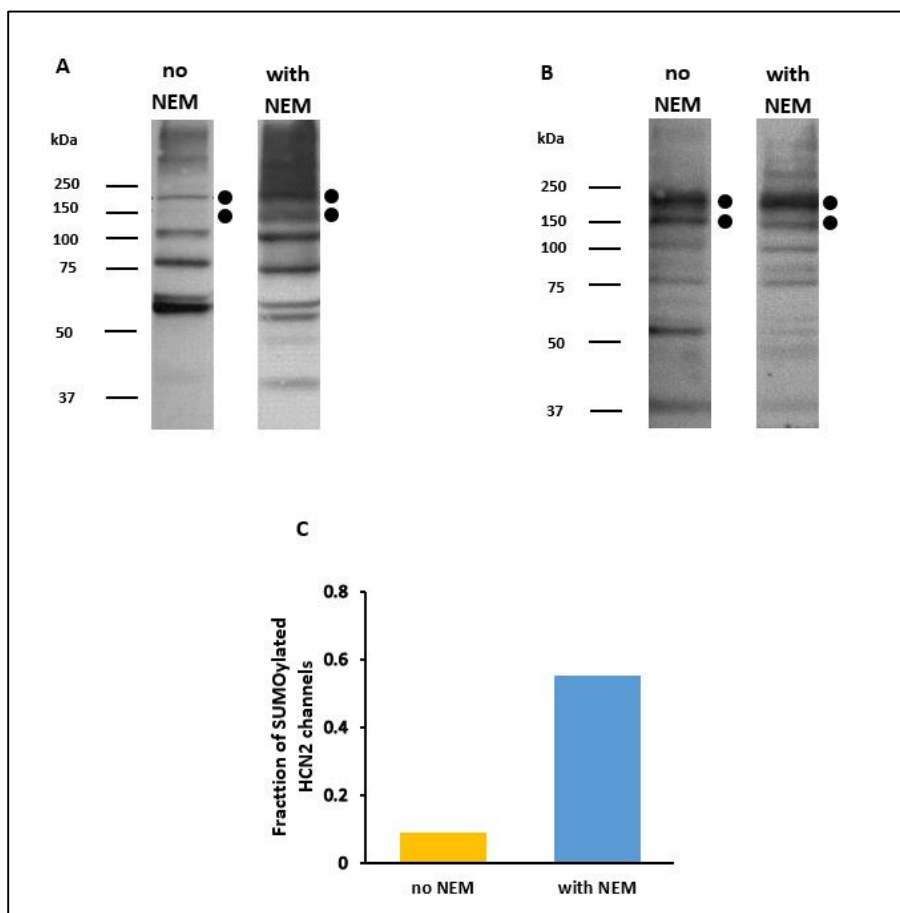 A
no
NEM
with
NEM
kDa
250
150
100
75
50
37
B
no
NEM
with
NEM
kDa
250
150
100
75
50
37
C
Fracttion of SUMOylated
HCN2 channels
0.8
0.6
0.4
0.2
0
no NEM
with NEM